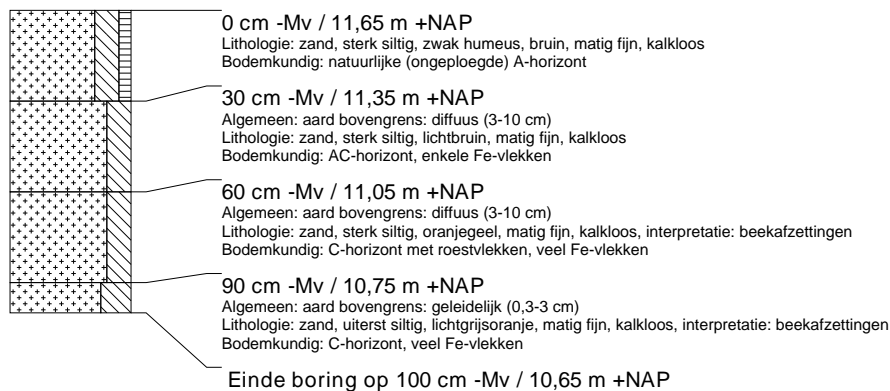 0 cm -Mv / 11,65 m +NAP
Lithologie: zand, sterk siltig, zwak humeus, bruin, matig fijn, kalkloos
Bodemkundig: natuurlijke (ongeploegde) A-horizont
30 cm -Mv / 11,35 m +NAP
Algemeen: aard bovengrens: diffuus (3-10 cm)
Lithologie: zand, sterk siltig, lichtbruin, matig fijn, kalkloos
Bodemkundig: AC-horizont, enkele Fe-vlekken
60 cm -Mv / 11,05 m +NAP
Algemeen: aard bovengrens: diffuus (3-10 cm)
Lithologie: zand, sterk siltig, oranjegeel, matig fijn, kalkloos, interpretatie: beekafzettingen
Bodemkundig: C-horizont met roestvlekken, veel Fe-vlekken
90 cm -Mv / 10,75 m +NAP
Algemeen: aard bovengrens: geleidelijk (0,3-3 cm)
Lithologie: zand, uiterst siltig, lichtgrijsoranje, matig fijn, kalkloos, interpretatie: beekafzettingen
Bodemkundig: C-horizont, veel Fe-vlekken
Einde boring op 100 cm -Mv / 10,65 m +NAP